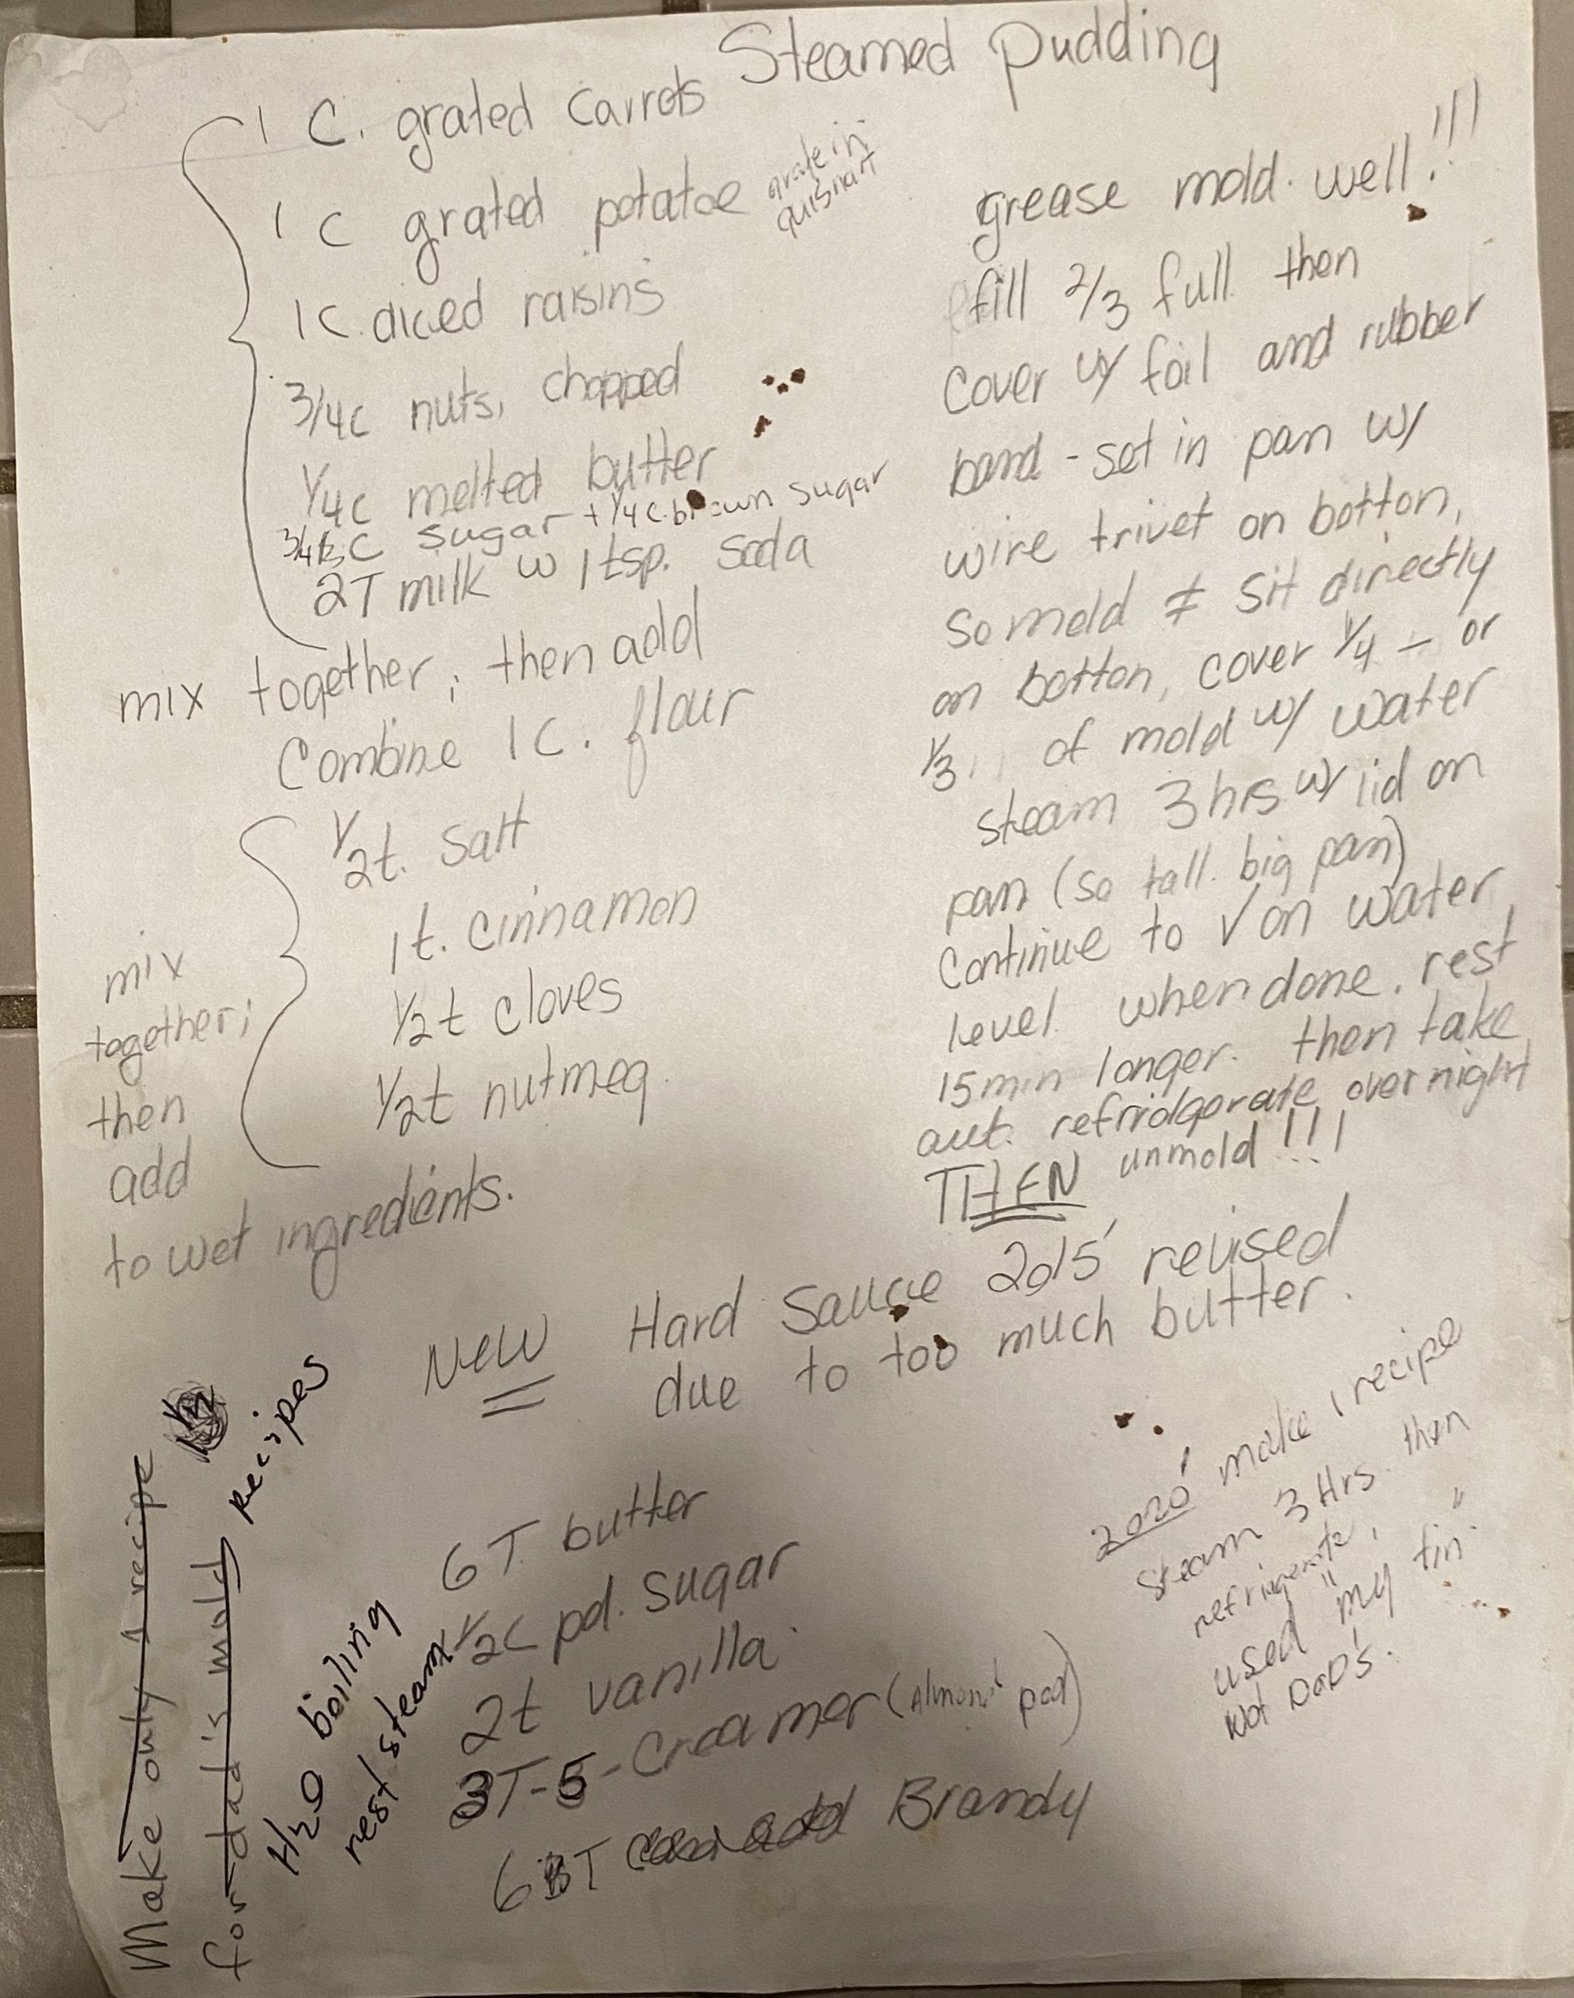 Steamed Pudding
1 C. grated carrots
1 C grated potatoe
grate in
quisnart
1 C. diced raisins
3/4 c nuts, chopped
1/4 c melted butter
3/4 C sugar + 1/4 c. brown sugar
2T milk w 1 tsp. soda
mix together; then add
Combine 1 C. flour
1/2 t. salt
1 t. cinnamon
1/2 t cloves
1/2 t nutmeg
mix
together;
then
add
to wet ingredients.
grease mold well!!!
fill 2/3 full then
cover w/ foil and rubber
band - set in pan w/
wire trivet on botton,
so mold ≠ sit directly
on botton, cover 1/4 - or
1/3 of mold w/ water
steam 3 hrs w/ lid on
pan (so tall big pan)
continue to √ on water
level when done. rest
15 min longer. then take
out. refridgerate overnight
THEN unmold!!!
NEW Hard Sauce 2015' revised
due to too much butter.
6 T. butter
1/2 c pd. sugar
2t vanilla
3T-5-Creamer (Almond pod)
6 T Brandy
Make only 1 recipe
for dad's mold
recipes
H2O boiling
rest steam
2020' make 1 recipe
Steam 3 Hrs. then
refrigerate,
used "my tin"
Not DaD's.